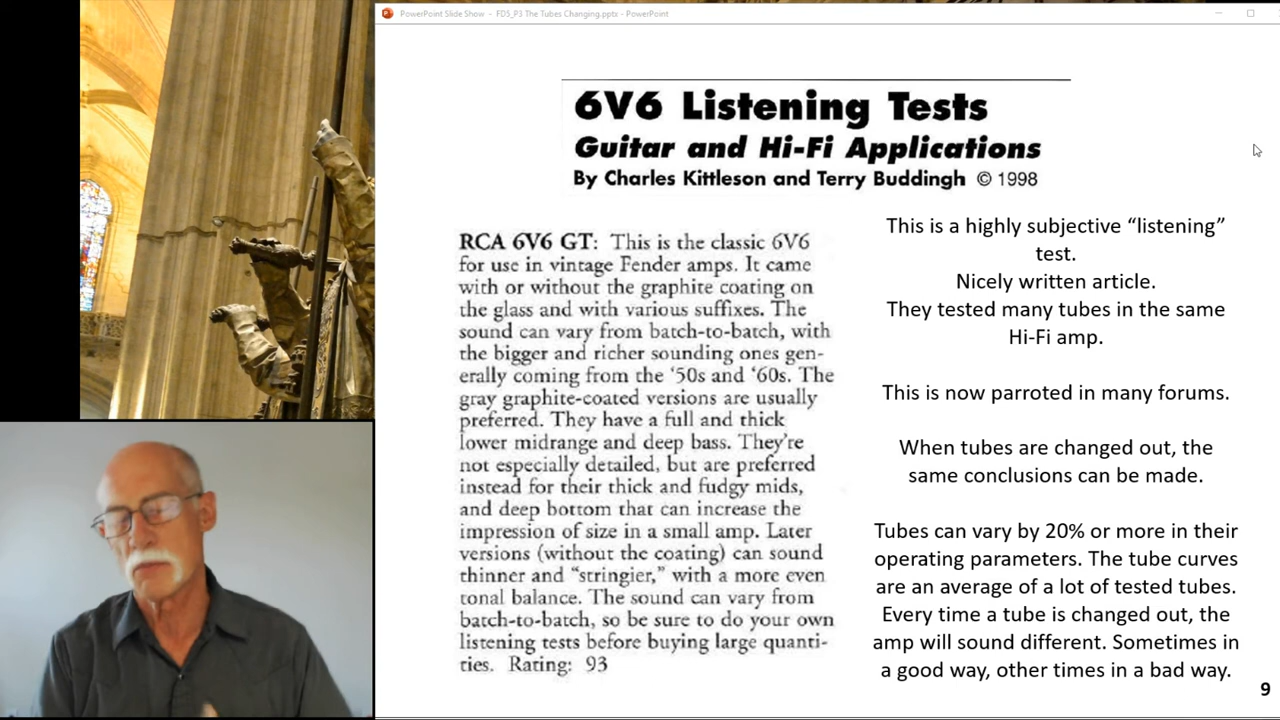 PowerPoint Slide Show - FD5_P3 The Tubes Changing.pptx - PowerPoint
6V6 Listening Tests
Guitar and Hi-Fi Applications
By Charles Kittleson and Terry Buddingh © 1998
RCA 6V6 GT: This is the classic 6V6
for use in vintage Fender amps. It came
with or without the graphite coating on
the glass and with various suffixes. The
sound can vary from batch-to-batch, with
the bigger and richer sounding ones gen-
erally coming from the '50s and '60s. The
gray graphite-coated versions are usually
preferred. They have a full and thick
lower midrange and deep bass. They're
not especially detailed, but are preferred
instead for their thick and fudgy mids,
and deep bottom that can increase the
impression of size in a small amp. Later
versions (without the coating) can sound
thinner and "stringier," with a more even
tonal balance. The sound can vary from
batch-to-batch, so be sure to do your own
listening tests before buying large quanti-
ties. Rating: 93
This is a highly subjective “listening”
test.
Nicely written article.
They tested many tubes in the same
Hi-Fi amp.
This is now parroted in many forums.
When tubes are changed out, the
same conclusions can be made.
Tubes can vary by 20% or more in their
operating parameters. The tube curves
are an average of a lot of tested tubes.
Every time a tube is changed out, the
amp will sound different. Sometimes in
a good way, other times in a bad way.
9